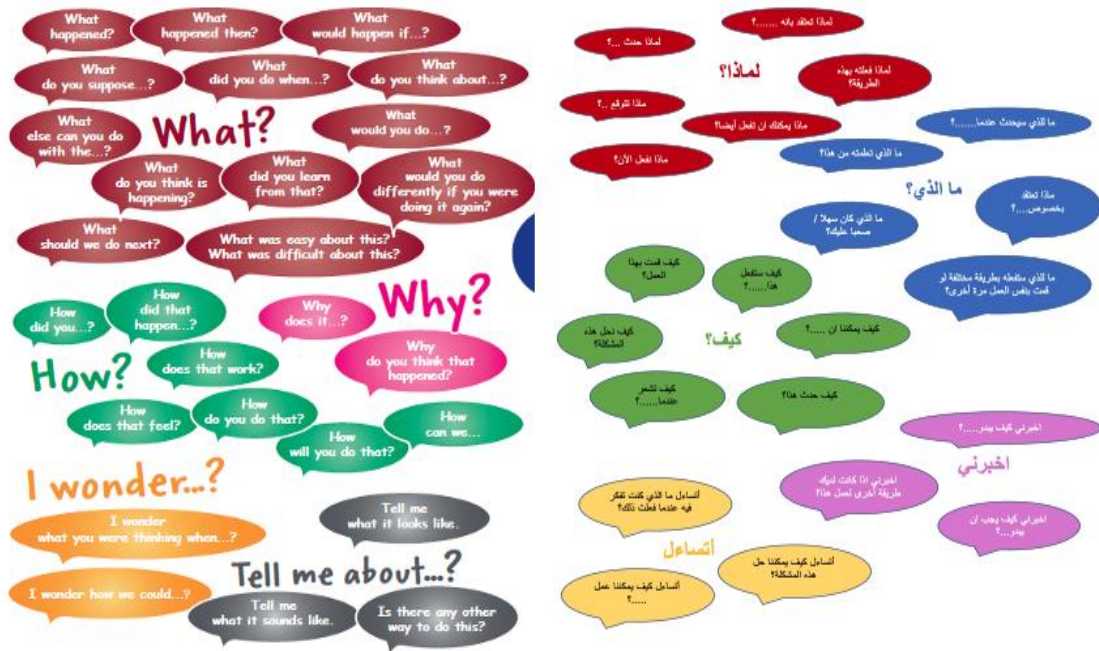 What
happened?
What
happened then?
What
would happen if...?
What
do you suppose...?
What
did you do when...?
What
do you think about...?
What
else can you do
with the...?
What?
What
would you do...?
What
do you think is
happening?
What
did you learn
from that?
What
would you do
differently if you were
doing it again?
What
should we do next?
What was easy about this?
What was difficult about this?
How
did you...?
How
did that
happen...?
Why
does it...?
Why?
How?
How
does that work?
Why
do you think that
happened?
How
does that feel?
How
do you do that?
How
will you do that?
How
can we...
I wonder...?
I wonder
what you were thinking when...?
Tell me
what it looks like.
Tell me about...?
I wonder how we could...?
Tell me
what it sounds like.
Is there any other
way to do this?
لماذا تعتقد بانه .......؟
لماذا حدث ...؟
لماذا؟
لماذا فعلته بهذه
الطريقة؟
ماذا تتوقع ..؟
ماذا يمكنك ان تفعل أيضا؟
ماذا نفعل الآن؟
ما الذي سيحدث عندما.......؟
ما الذي تعلمته من هذا؟
ما الذي؟
ماذا تعتقد
بخصوص....؟
ما الذي كان سهلا /
صعبا عليك؟
ما الذي ستفعله بطريقة مختلفة لو
قمت بنفس العمل مرة أخرى؟
كيف قمت بهذا
العمل؟
كيف ستفعل
هذا......؟
كيف نحل هذه
المشكلة؟
كيف؟
كيف يمكننا ان .....؟
كيف تشعر
عندما......؟
كيف حدث هذا؟
اخبرني كيف يبدو.....؟
اخبرني
اخبرني اذا كانت لديك
طريقة أخرى لعمل هذا؟
اخبرني كيف يجب ان
يبدو...؟
أتساءل ما الذي كنت تفكر
فيه عندما فعلت ذلك؟
أتساءل
أتساءل كيف يمكننا حل
هذه المشكلة؟
أتساءل كيف يمكننا عمل
.....؟